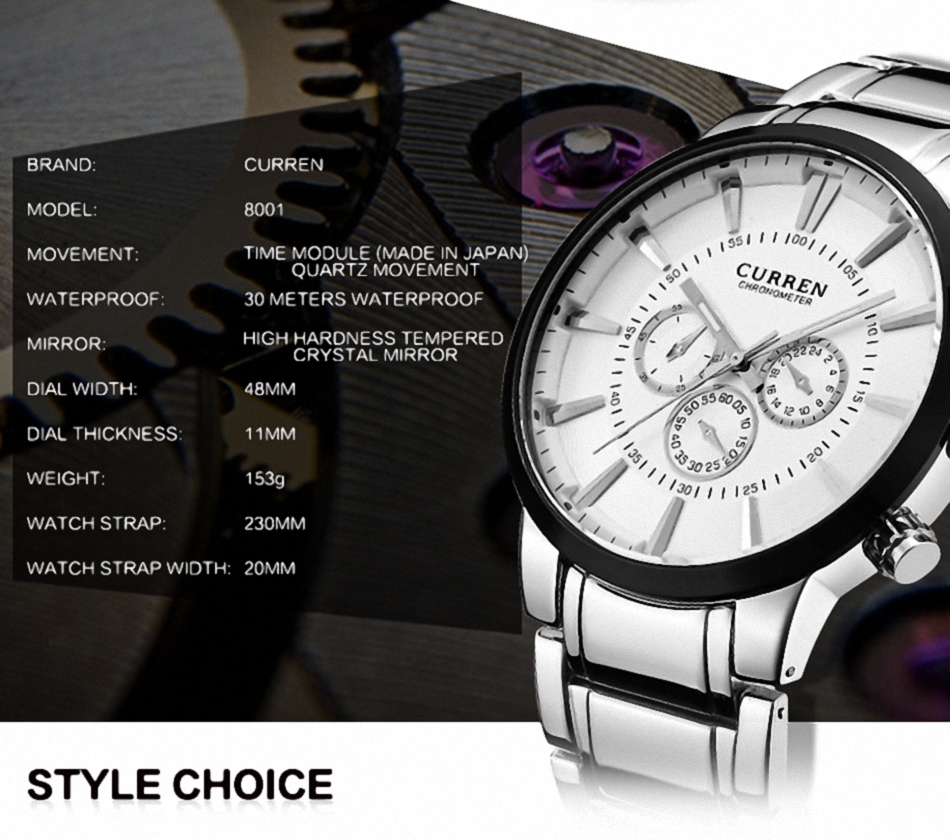 BRAND: CURREN
MODEL: 8001
MOVEMENT: TIME MODULE (MADE IN JAPAN)
QUARTZ MOVEMENT
WATERPROOF: 30 METERS WATERPROOF
MIRROR: HIGH HARDNESS TEMPERED
CRYSTAL MIRROR
DIAL WIDTH: 48MM
DIAL THICKNESS: 11MM
WEIGHT: 153g
WATCH STRAP: 230MM
WATCH STRAP WIDTH: 20MM
CURREN
CHRONOMETER
55 001 05 10 15 20 25 30 35 40 45 50
22 24 2 4 6 8 10 12 14 16 18 20
60 05 10 15 20 25 30 35 40 45 50 55
STYLE CHOICE